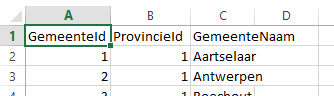 A B C D
1 GemeenteId ProvincieId GemeenteNaam
2 1 1 Aartselaar
3 2 1 Antwerpen